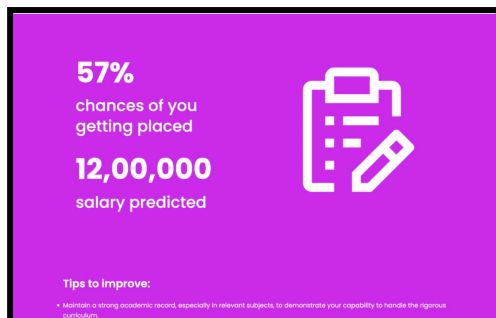 57%
chances of you
getting placed
12,00,000
salary predicted
Tips to improve:
• Maintain a strong academic record, especially in relevant subjects, to demonstrate your capability to handle the rigorous
curriculum.